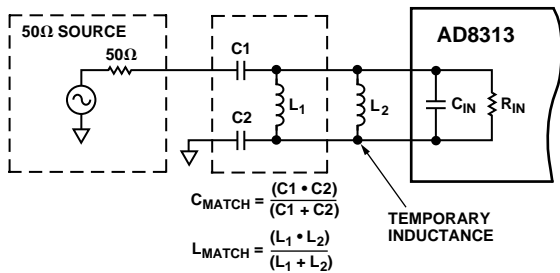 50Ω SOURCE
50Ω
C1
C2
L1
L2
AD8313
CIN
RIN
CMATCH = (C1 • C2)
(C1 + C2)
TEMPORARY
INDUCTANCE
LMATCH = (L1 • L2)
(L1 + L2)